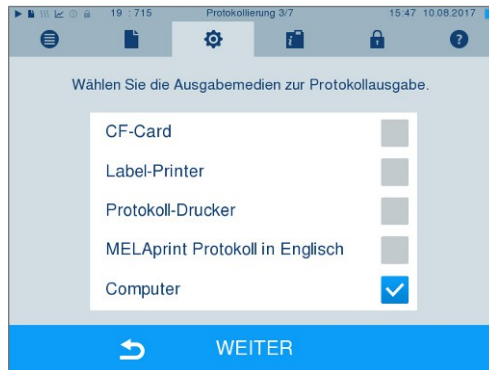 19 : 715 Protokollierung 3/7 15:47 10.08.2017
Wählen Sie die Ausgabemedien zur Protokollausgabe.
CF-Card
Label-Printer
Protokoll-Drucker
MELAprint Protokoll in Englisch
Computer
WEITER